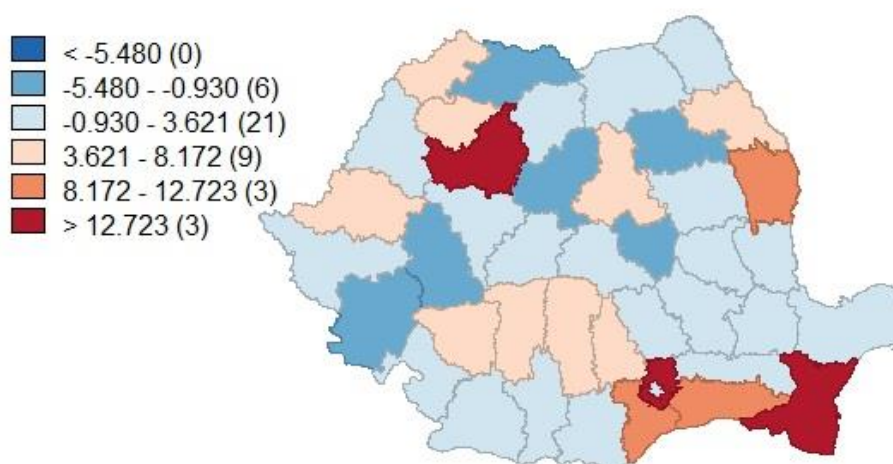 < -5.480 (0)
-5.480 - -0.930 (6)
-0.930 - 3.621 (21)
3.621 - 8.172 (9)
8.172 - 12.723 (3)
> 12.723 (3)